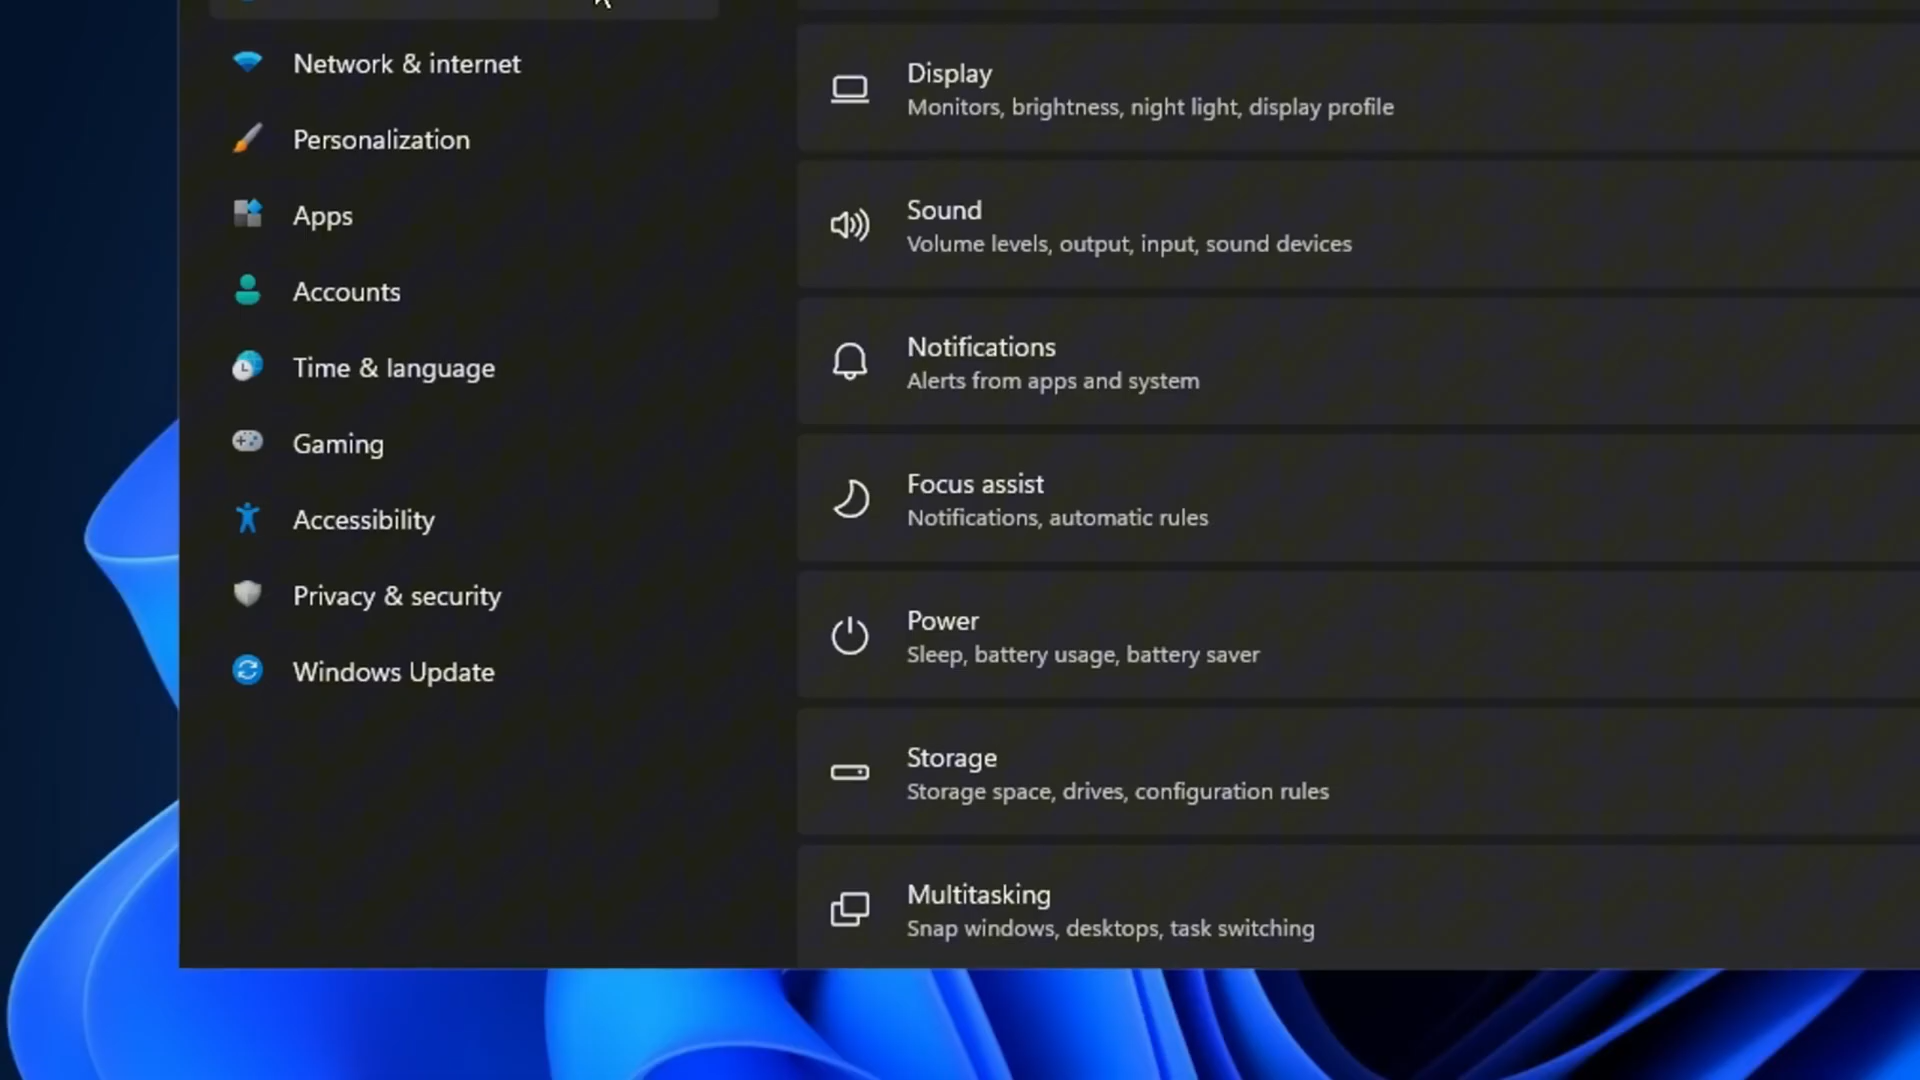 Network & internet
Personalization
Apps
Accounts
Time & language
Gaming
Accessibility
Privacy & security
Windows Update
Display
Monitors, brightness, night light, display profile
Sound
Volume levels, output, input, sound devices
Notifications
Alerts from apps and system
Focus assist
Notifications, automatic rules
Power
Sleep, battery usage, battery saver
Storage
Storage space, drives, configuration rules
Multitasking
Snap windows, desktops, task switching